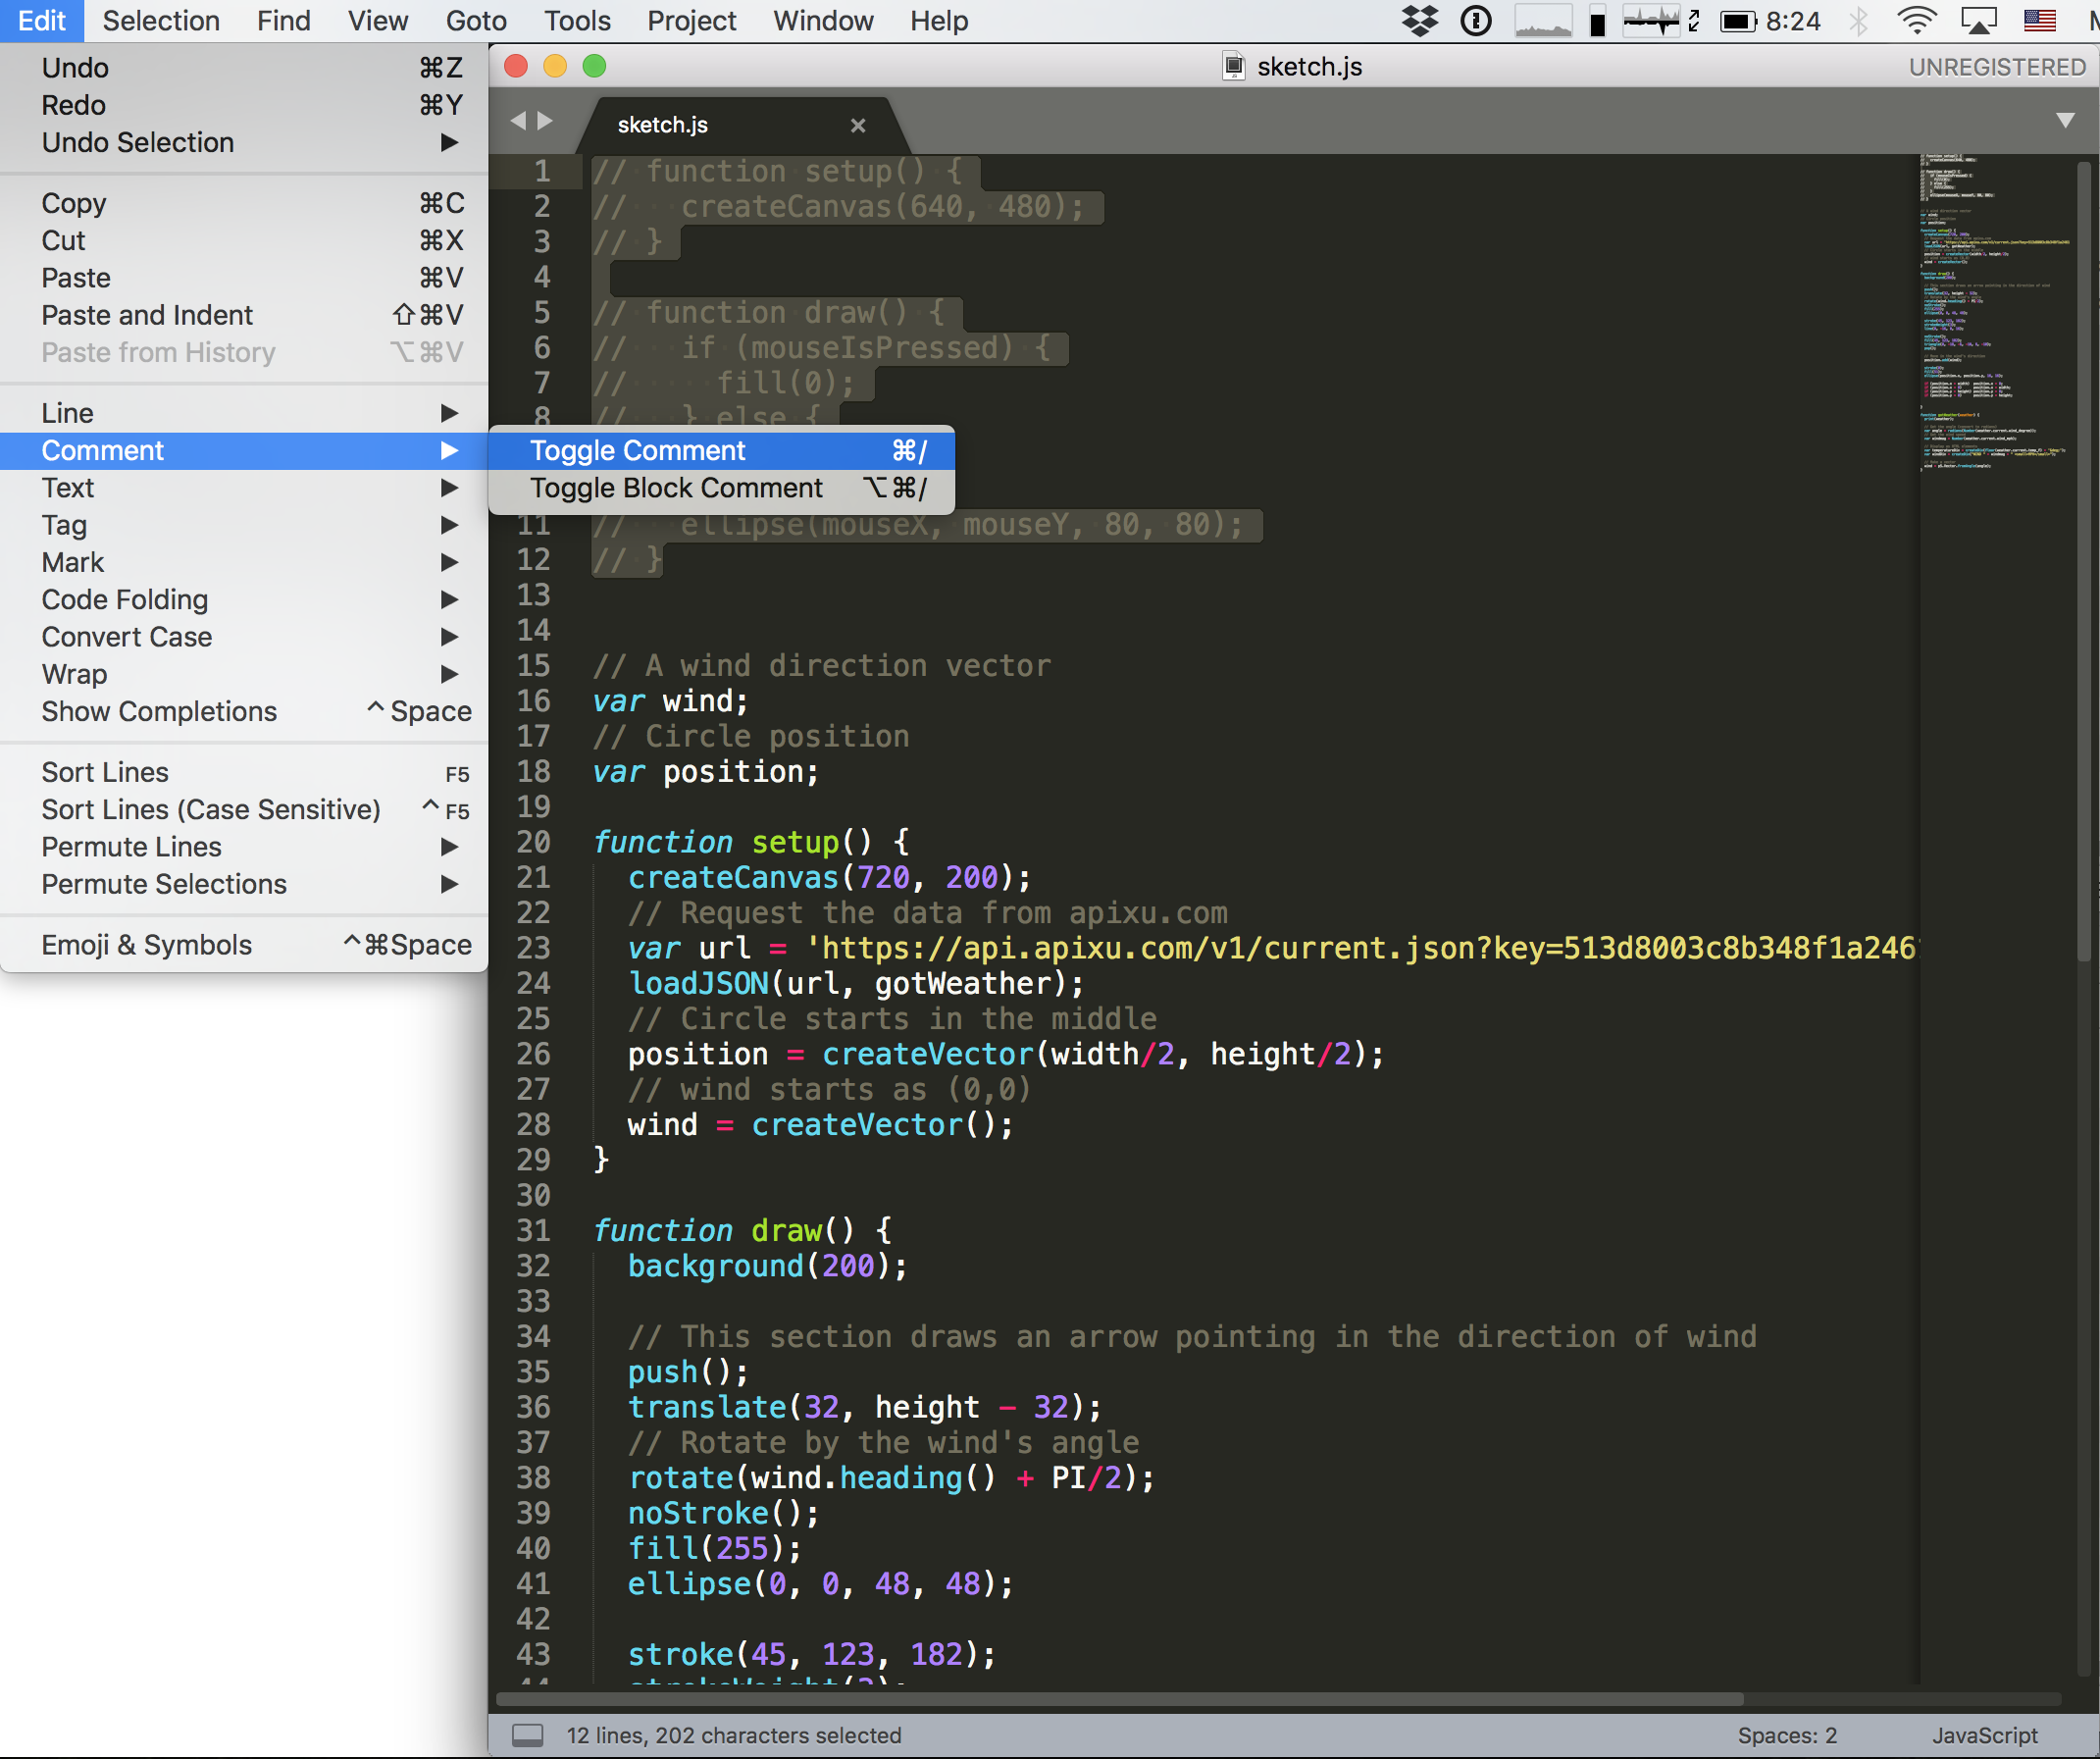 Edit Selection Find View Goto Tools Project Window Help 8:24
Undo ⌘Z
Redo ⌘Y
Undo Selection ▶
Copy ⌘C
Cut ⌘X
Paste ⌘V
Paste and Indent ⇧⌘V
Paste from History ⌥⌘V
Line ▶
Comment ▶
Text ▶
Tag ▶
Mark ▶
Code Folding ▶
Convert Case ▶
Wrap ▶
Show Completions ^ Space
Sort Lines F5
Sort Lines (Case Sensitive) ^ F5
Permute Lines ▶
Permute Selections ▶
Emoji & Symbols ^⌘Space
Toggle Comment ⌘/
Toggle Block Comment ⌥⌘/
sketch.js UNREGISTERED
sketch.js ×
1 // function setup() {
2 //   createCanvas(640, 480);
3 // }
4
5 // function draw() {
6 //   if (mouseIsPressed) {
7 //     fill(0);
8 //   } else {
11 //   ellipse(mouseX, mouseY, 80, 80);
12 // }
13
14
15 // A wind direction vector
16 var wind;
17 // Circle position
18 var position;
19
20 function setup() {
21   createCanvas(720, 200);
22   // Request the data from apixu.com
23   var url = 'https://api.apixu.com/v1/current.json?key=513d8003c8b348f1a246
24   loadJSON(url, gotWeather);
25   // Circle starts in the middle
26   position = createVector(width/2, height/2);
27   // wind starts as (0,0)
28   wind = createVector();
29 }
30
31 function draw() {
32   background(200);
33
34   // This section draws an arrow pointing in the direction of wind
35   push();
36   translate(32, height - 32);
37   // Rotate by the wind's angle
38   rotate(wind.heading() + PI/2);
39   noStroke();
40   fill(255);
41   ellipse(0, 0, 48, 48);
42
43   stroke(45, 123, 182);
44   strokeWeight(3);
12 lines, 202 characters selected Spaces: 2 JavaScript